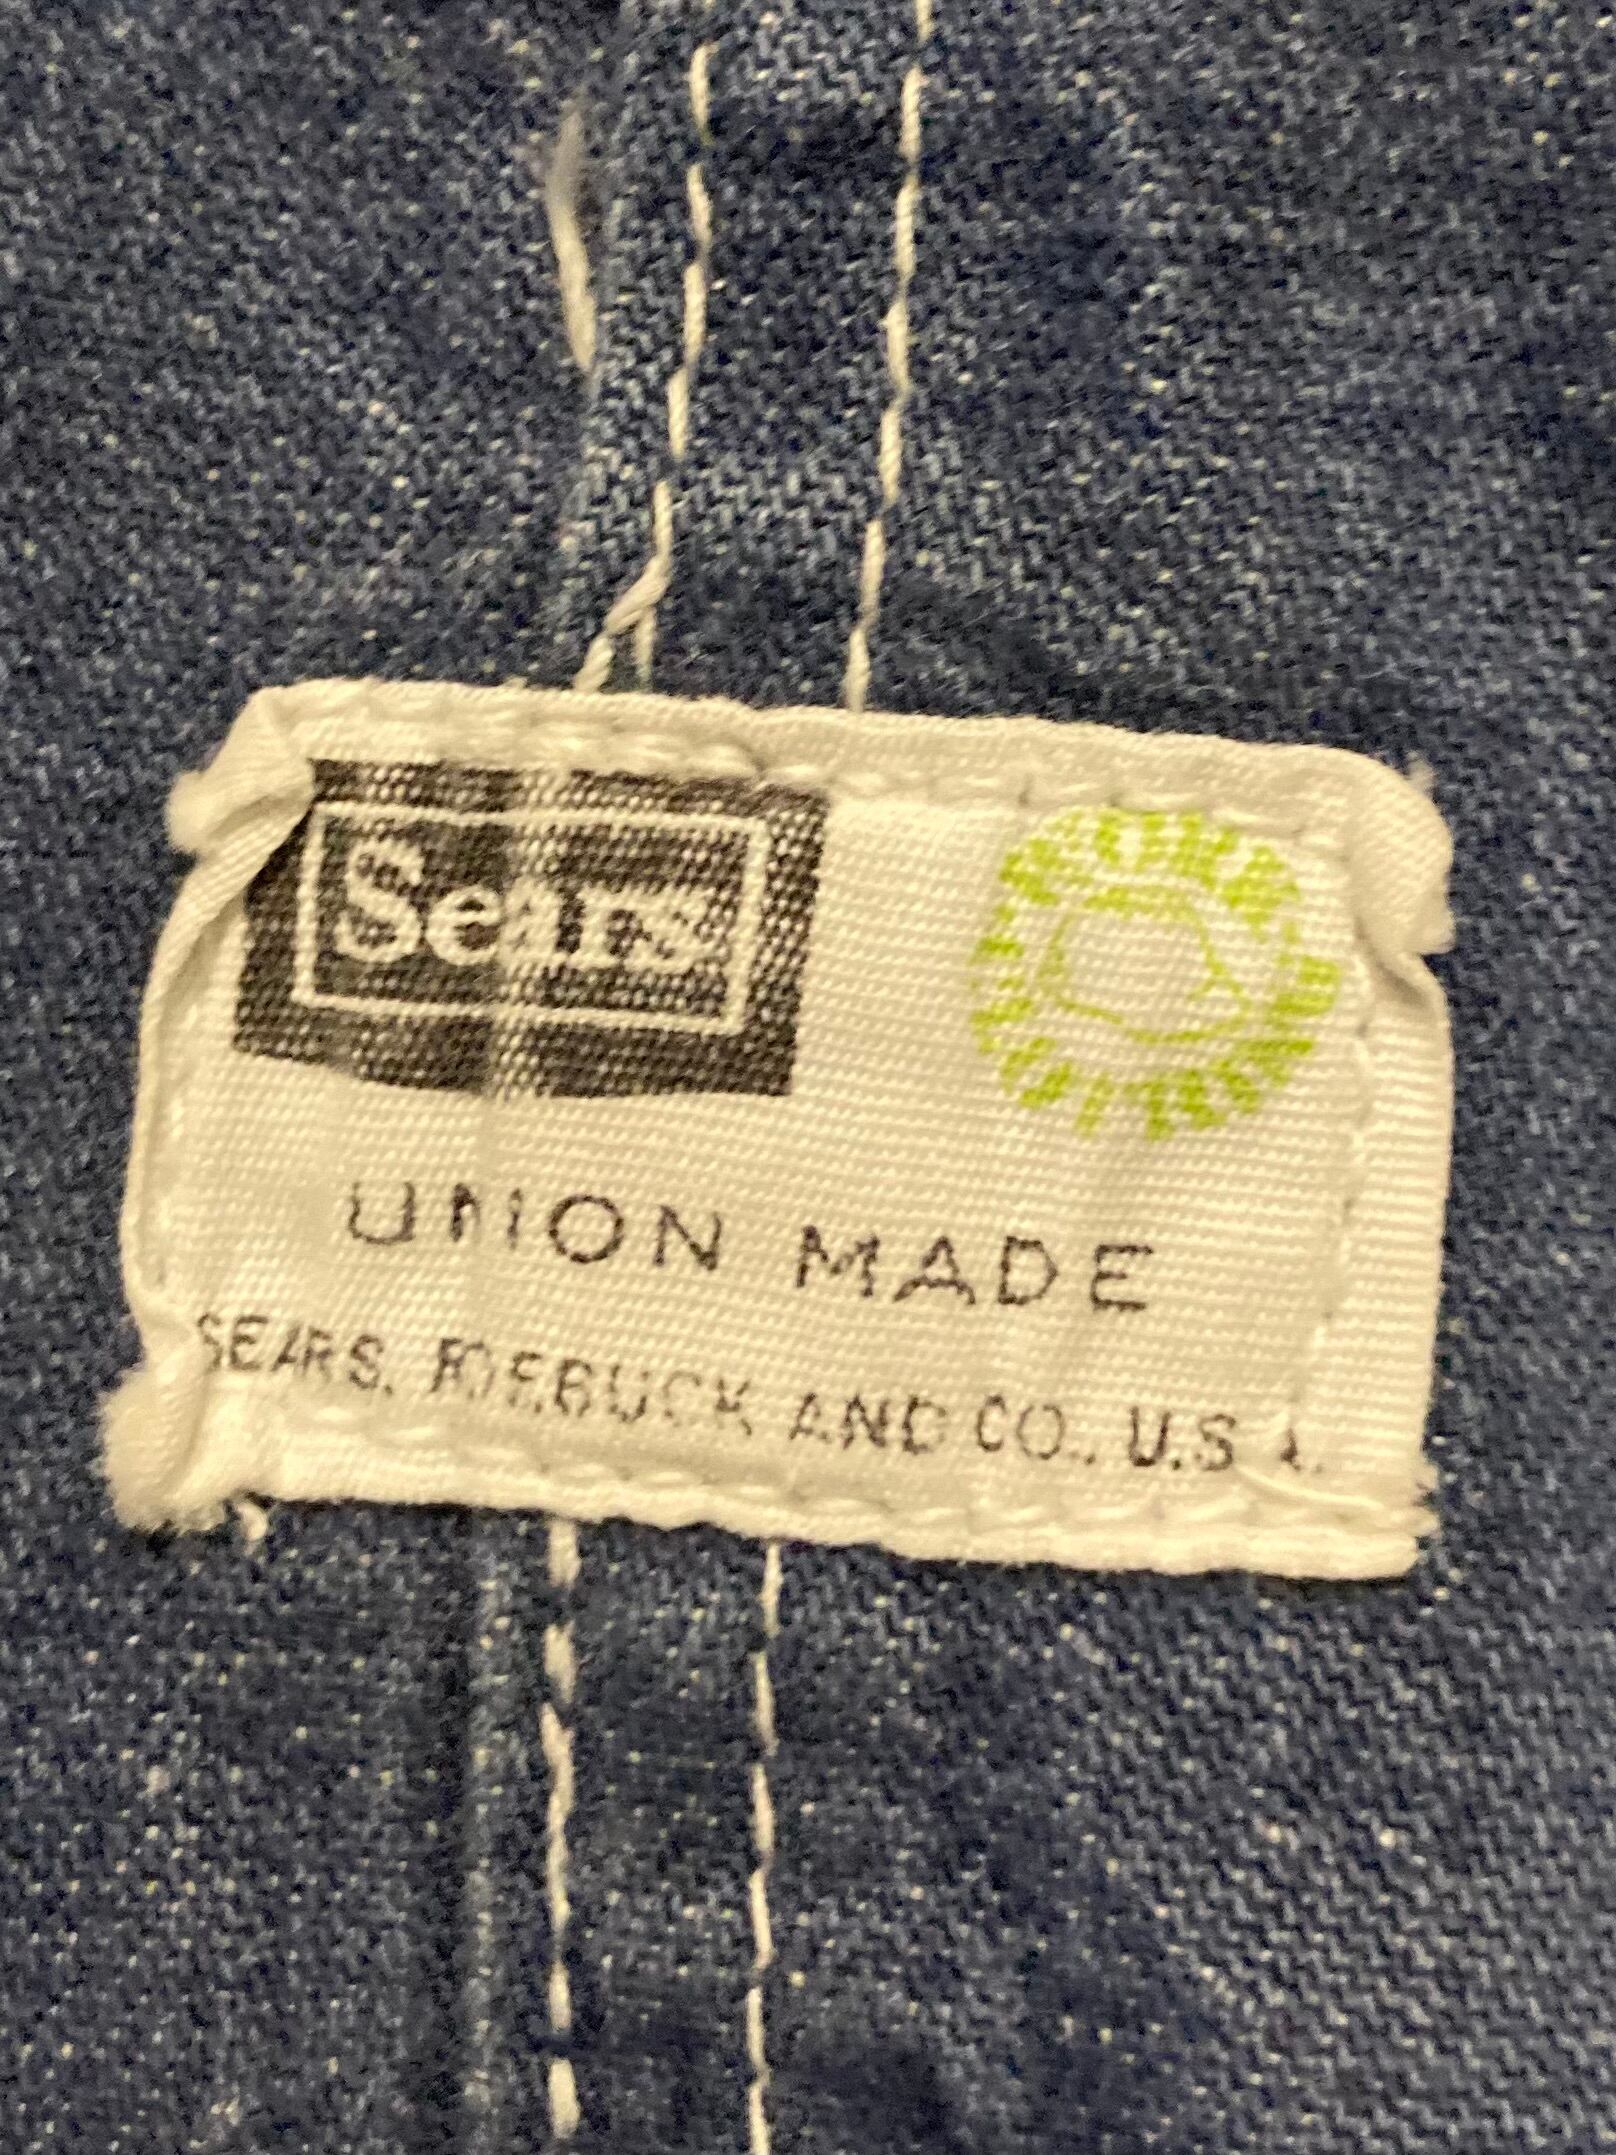 Sears
UNION MADE
SEARS, ROEBUCK AND CO., U.S.A.